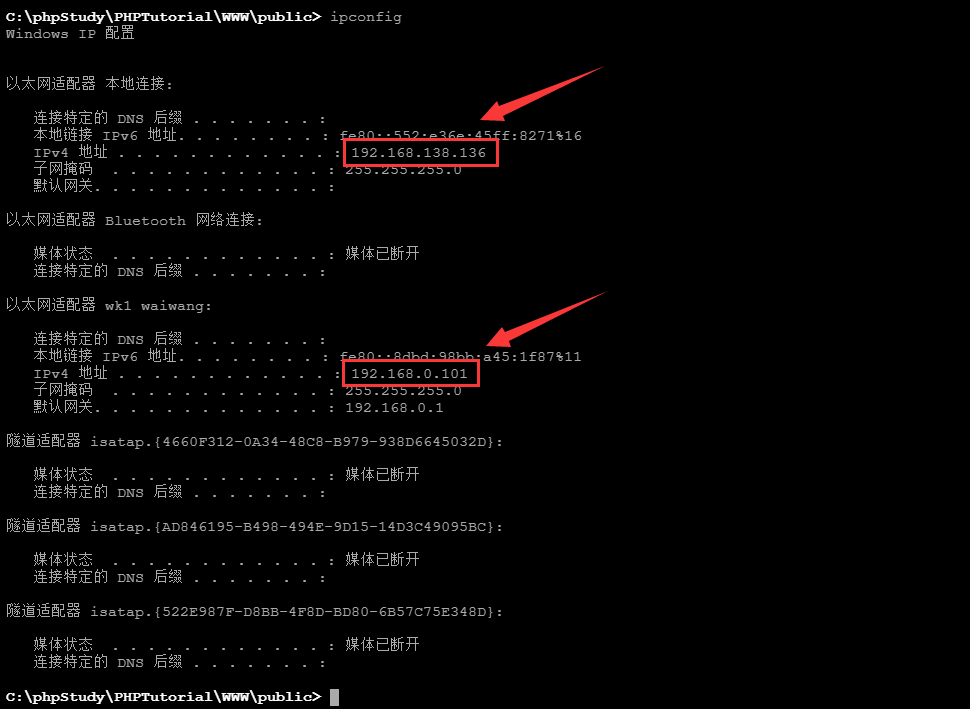 C:\phpStudy\PHPTutorial\WWW\public> ipconfig
Windows IP 配置
以太网适配器 本地连接:
连接特定的 DNS 后缀 . . . . . . . :
本地链接 IPv6 地址. . . . . . . . : fe80::552:e36e:45ff:8271%16
IPv4 地址 . . . . . . . . . . . . : 192.168.138.136
子网掩码  . . . . . . . . . . . . : 255.255.255.0
默认网关. . . . . . . . . . . . . :
以太网适配器 Bluetooth 网络连接:
媒体状态  . . . . . . . . . . . . : 媒体已断开
连接特定的 DNS 后缀 . . . . . . . :
以太网适配器 wk1 waiwang:
连接特定的 DNS 后缀 . . . . . . . :
本地链接 IPv6 地址. . . . . . . . : fe80::8dbd:98bb:a45:1f87%11
IPv4 地址 . . . . . . . . . . . . : 192.168.0.101
子网掩码  . . . . . . . . . . . . : 255.255.255.0
默认网关. . . . . . . . . . . . . : 192.168.0.1
隧道适配器 isatap.{4660F312-0A34-48C8-B979-938D6645032D}:
媒体状态  . . . . . . . . . . . . : 媒体已断开
连接特定的 DNS 后缀 . . . . . . . :
隧道适配器 isatap.{AD846195-B498-494E-9D15-14D3C49095BC}:
媒体状态  . . . . . . . . . . . . : 媒体已断开
连接特定的 DNS 后缀 . . . . . . . :
隧道适配器 isatap.{522E987F-D8BB-4F8D-BD80-6B57C75E348D}:
媒体状态  . . . . . . . . . . . . : 媒体已断开
连接特定的 DNS 后缀 . . . . . . . :
C:\phpStudy\PHPTutorial\WWW\public>